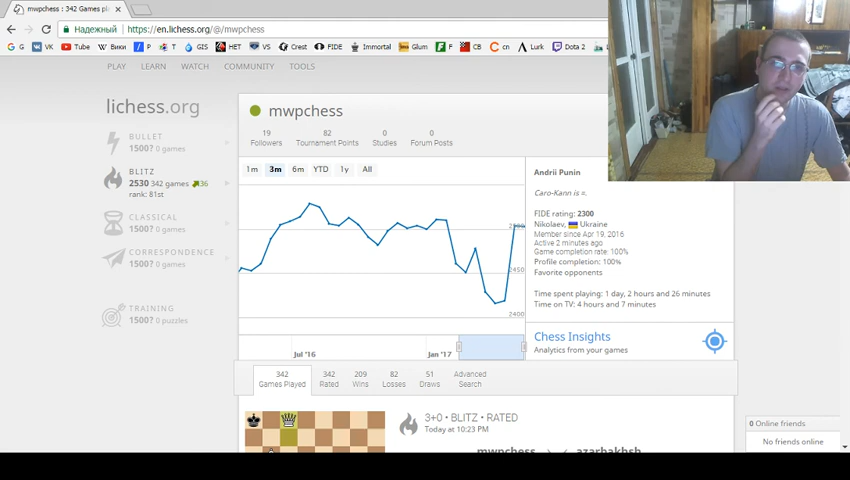 mwpchess : 342 Games pl
Надежный
https://en.lichess.org/@/mwpchess
G
VK
Tube
Вики
P
T
GIS
HET
VS
Crest
FIDE
Immortal
Glum
F
CB
cn
Lurk
Dota 2
PLAY LEARN WATCH COMMUNITY TOOLS
lichess.org
mwpchess
19 82 0 0
Followers Tournament Points Studies Forum Posts
BULLET
1500? 0 games
BLITZ
2530 342 games 36
rank: 81st
CLASSICAL
1500? 0 games
CORRESPONDENCE
1500? 0 games
TRAINING
1500? 0 puzzles
1m 3m 6m YTD 1y All
2450
2400
Jul '16 Jan '17
Andrii Punin
Caro-Kann is =.
FIDE rating: 2300
Nikolaev, Ukraine
Member since Apr 19, 2016
Active 2 minutes ago
Game completion rate: 100%
Profile completion: 100%
Favorite opponents
Time spent playing: 1 day, 2 hours and 26 minutes
Time on TV: 4 hours and 7 minutes
Chess Insights
Analytics from your games
342 342 209 82 51 Advanced
Games Played Rated Wins Losses Draws Search
3+0 • BLITZ • RATED
Today at 10:23 PM
mwpchess azarbakhsh
0 Online friends
No friends online